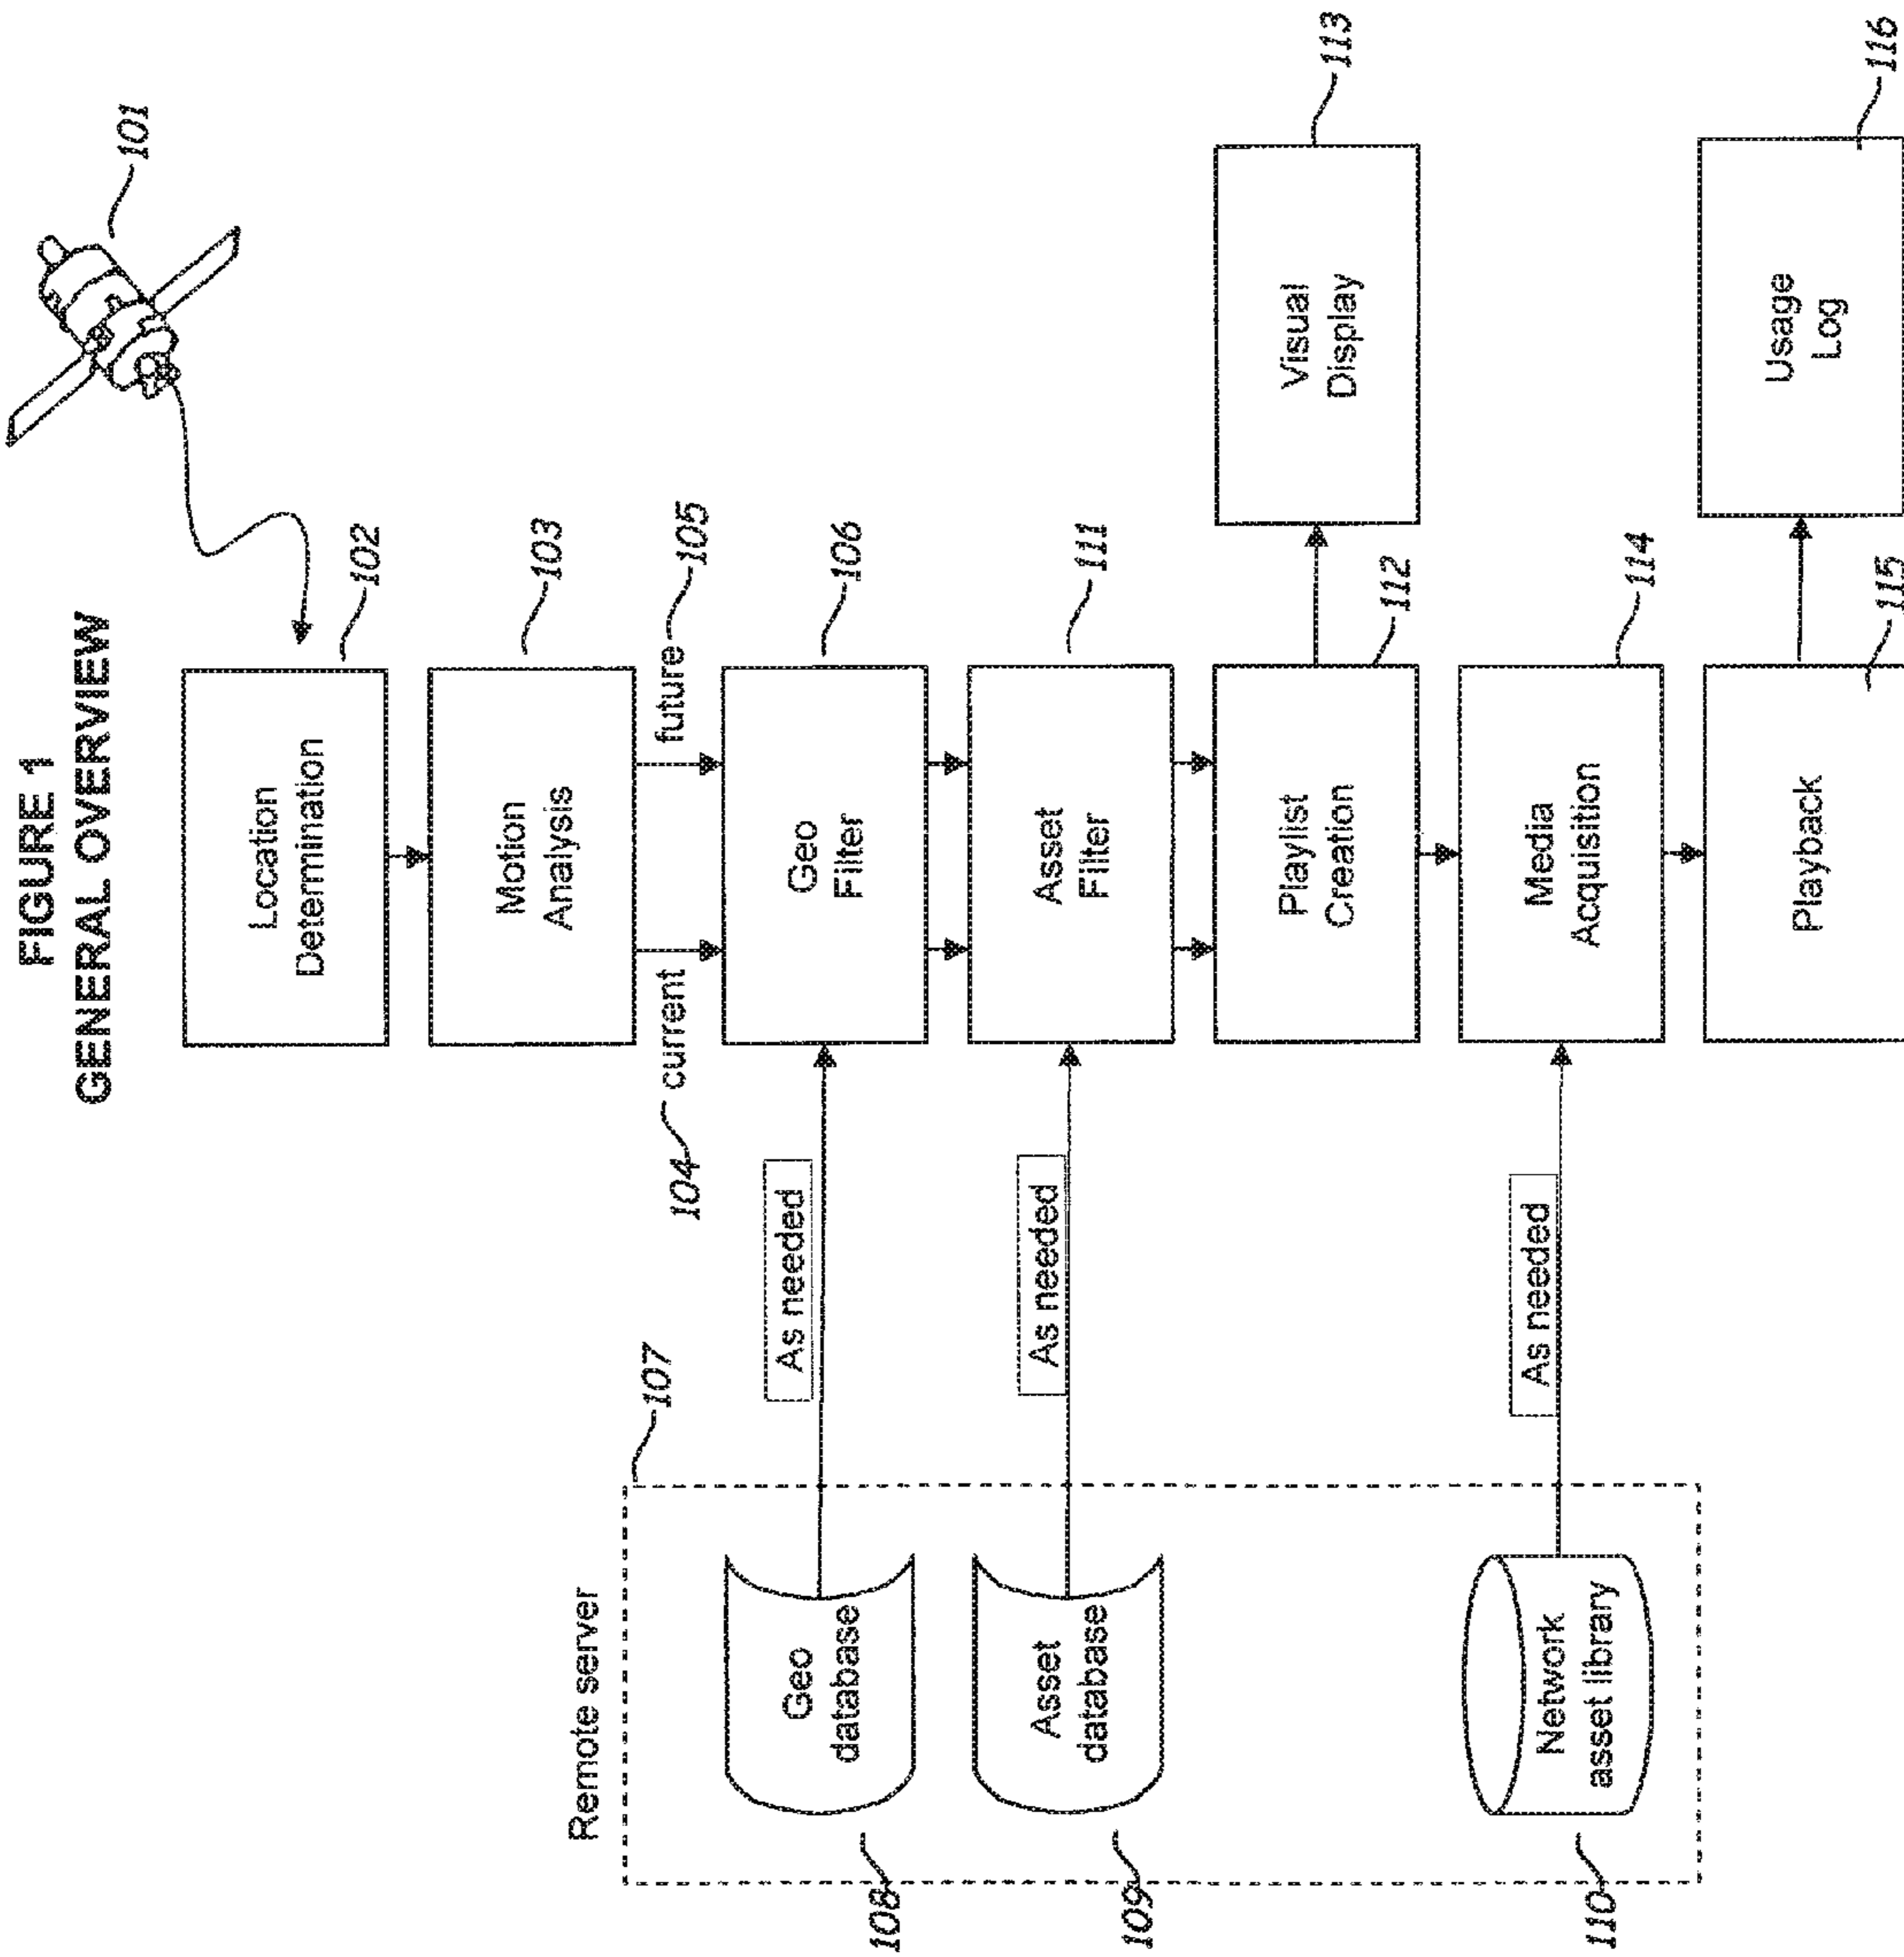 FIGURE 1
GENERAL OVERVIEW
101
Location
Determination
102
Motion
Analysis
103
104
current
future
105
Remote server
107
Geo
database
108
As needed
Geo
Filter
106
Asset
database
109
As needed
Asset
Filter
111
Playlist
Creation
112
Visual
Display
113
Network
asset library
110
As needed
Media
Acquisition
114
Playback
115
Usage
Log
116